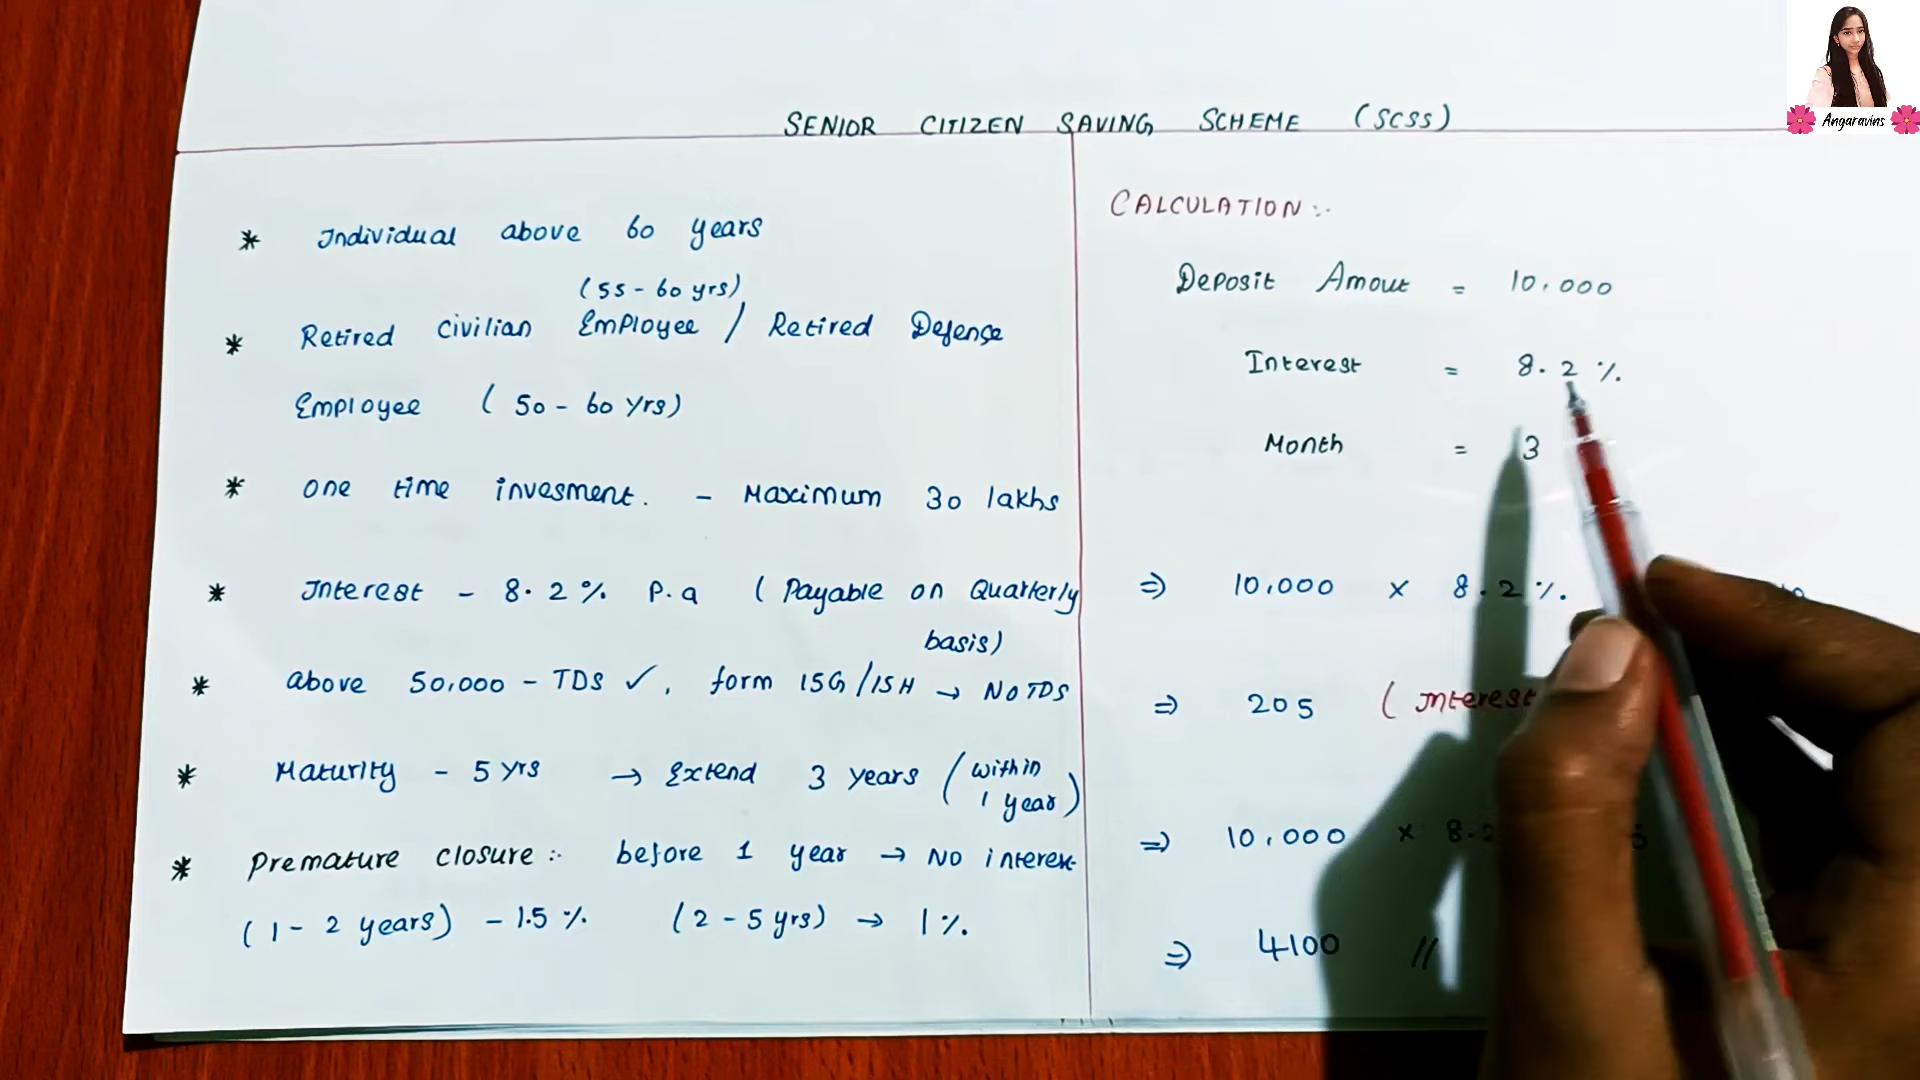 SENIOR CITIZEN SAVING SCHEME (SCSS)
Angaravins
* Individual above 60 years
(55-60 yrs)
* Retired civilian Employee / Retired Defense
Employee (50-60 yrs)
* one time invesment. - Maximum 30 lakhs
* Interest - 8.2% P.a (Payable on Quarterly
basis)
* above 50,000 - TDS ✓, form 15G/15H → NO TDS
* Maturity - 5 yrs → Extend 3 years (within
1 year)
* Premature closure :- before 1 year → No interest
(1-2 years) - 1.5% (2-5 yrs) → 1%.
CALCULATION :-
Deposit Amout = 10,000
Interest = 8.2%
Month = 3
⇒ 10,000 x 8.2%
⇒ 205 (Interest
⇒ 10,000 x 8.2
⇒ 4100 //